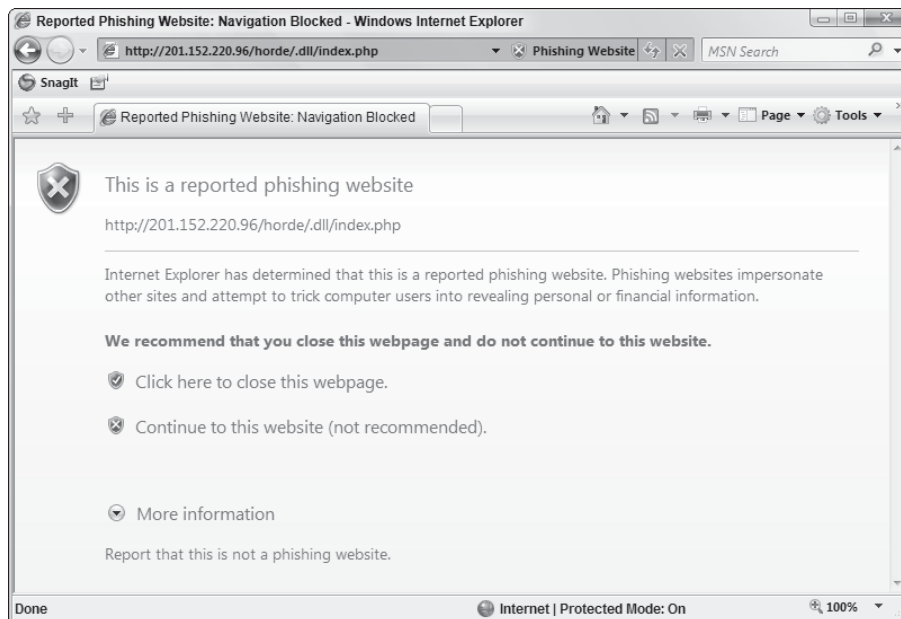 Reported Phishing Website: Navigation Blocked - Windows Internet Explorer
http://201.152.220.96/horde/.dll/index.php Phishing Website MSN Search
SnagIt
Reported Phishing Website: Navigation Blocked Page Tools
This is a reported phishing website
http://201.152.220.96/horde/.dll/index.php
Internet Explorer has determined that this is a reported phishing website. Phishing websites impersonate
other sites and attempt to trick computer users into revealing personal or financial information.
We recommend that you close this webpage and do not continue to this website.
Click here to close this webpage.
Continue to this website (not recommended).
More information
Report that this is not a phishing website.
Done Internet | Protected Mode: On 100%